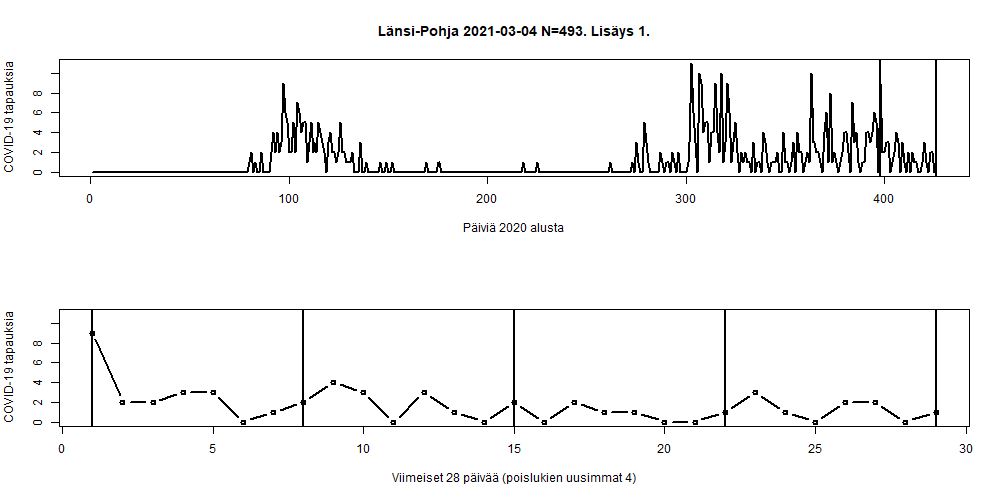 Länsi-Pohja 2021-03-04 N=493. Lisäys 1.
COVID-19 tapauksia
0 2 4 6 8
0 100 200 300 400
Päiviä 2020 alusta
COVID-19 tapauksia
0 2 4 6 8
0 5 10 15 20 25 30
Viimeiset 28 päivää (poislukien uusimmat 4)